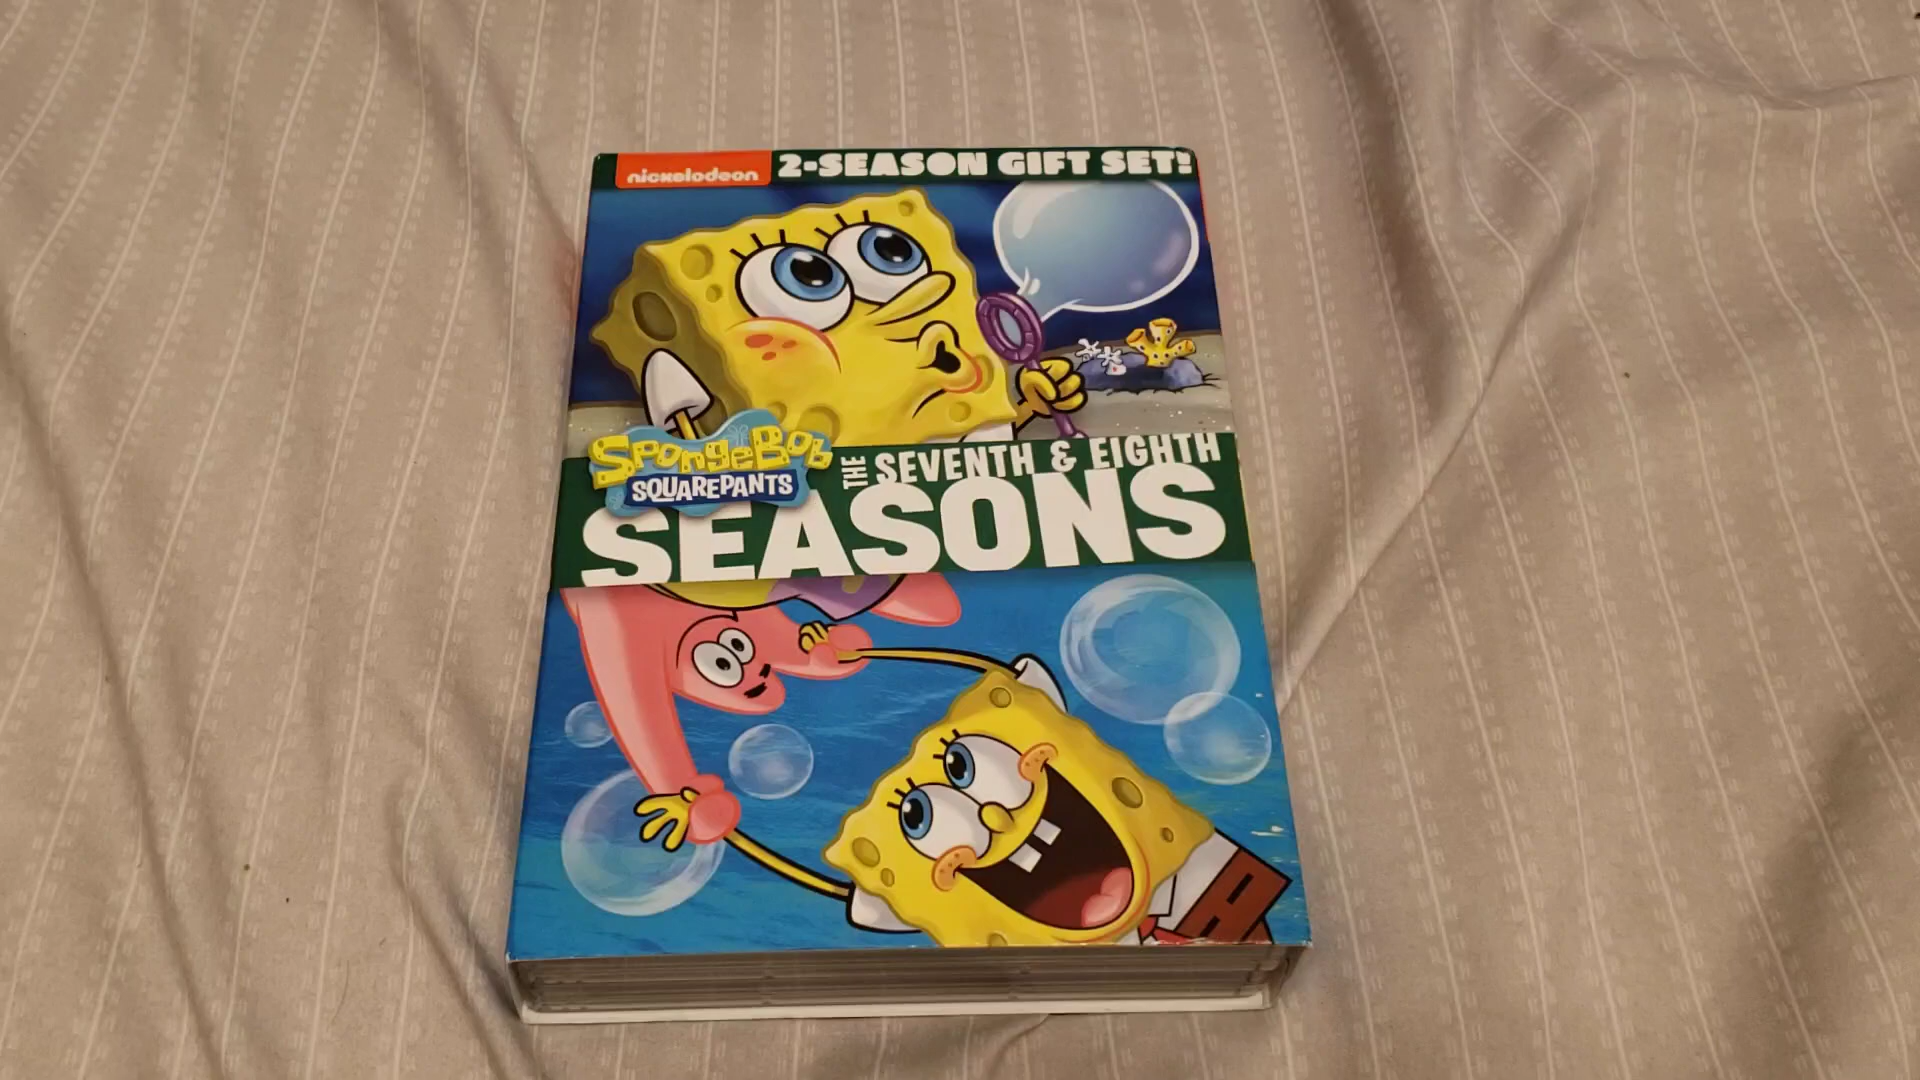 nickelodeon
2-SEASON GIFT SET!
SpongeBob
SQUAREPANTS
THE SEVENTH & EIGHTH
SEASONS